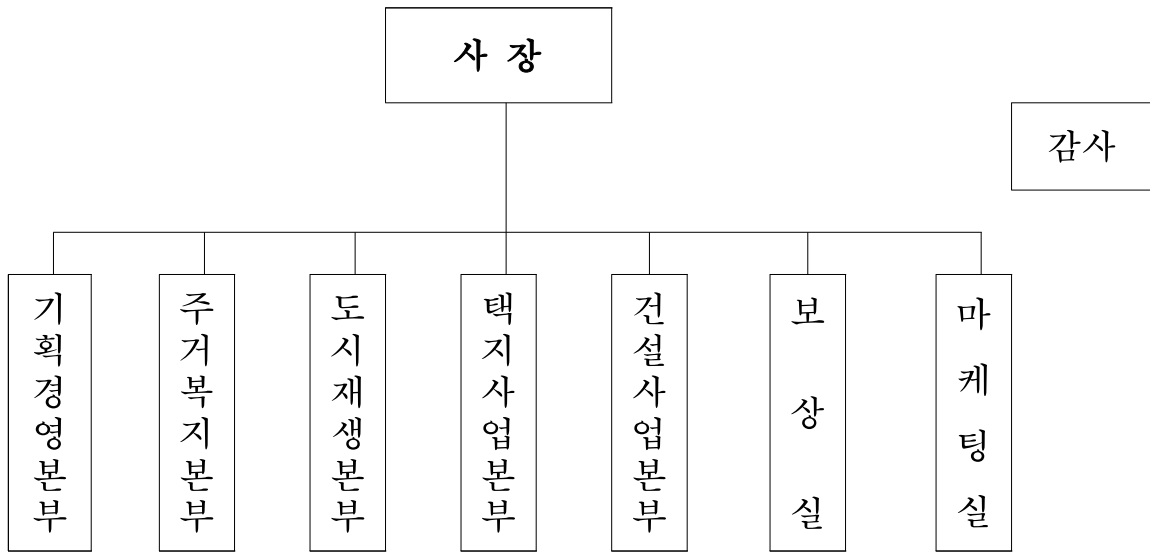 사 장
감사
기획경영본부
주거복지본부
도시재생본부
택지사업본부
건설사업본부
보상실
마케팅실